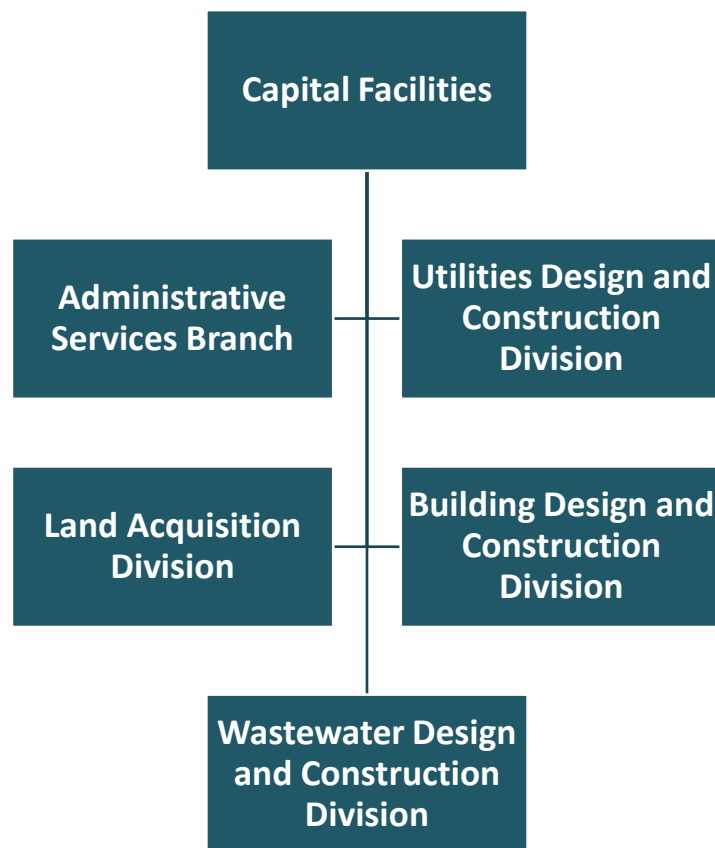 Capital Facilities
Administrative
Services Branch
Utilities Design and
Construction
Division
Land Acquisition
Division
Building Design and
Construction
Division
Wastewater Design
and Construction
Division